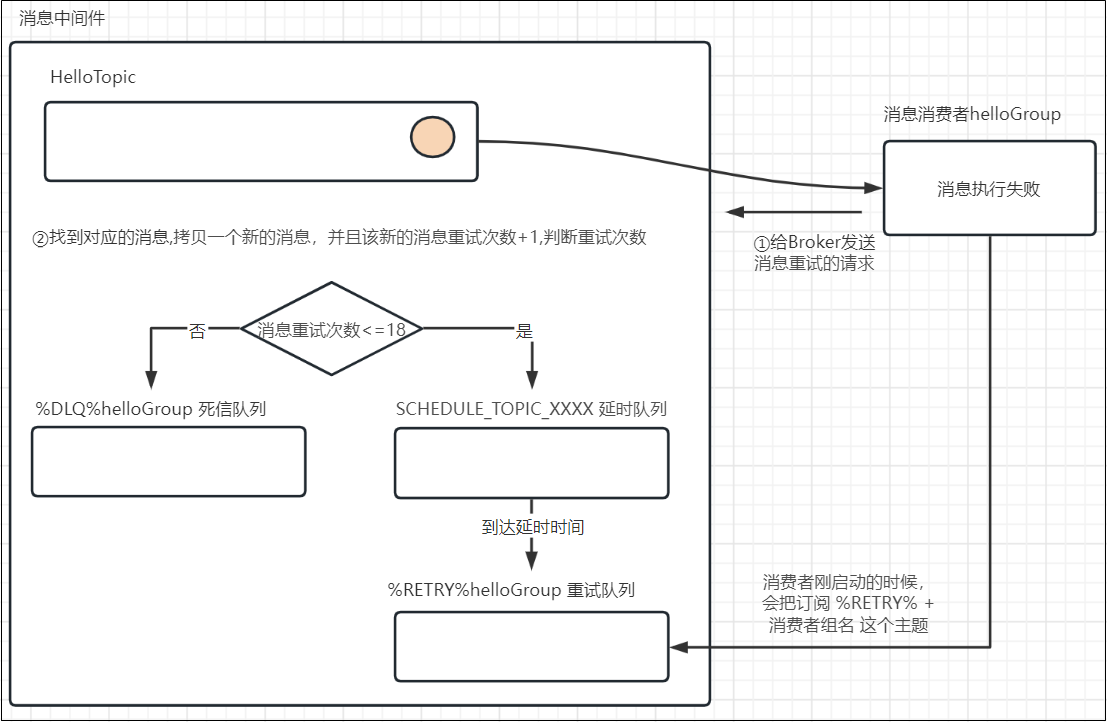 消息中间件
HelloTopic
消息消费者helloGroup
消息执行失败
①给Broker发送
消息重试的请求
②找到对应的消息,拷贝一个新的消息，并且该新的消息重试次数+1,判断重试次数
否
消息重试次数<=18
是
%DLQ%helloGroup 死信队列
SCHEDULE_TOPIC_XXXX 延时队列
到达延时时间
%RETRY%helloGroup 重试队列
消费者刚启动的时候，
会把订阅 %RETRY% +
消费者组名 这个主题